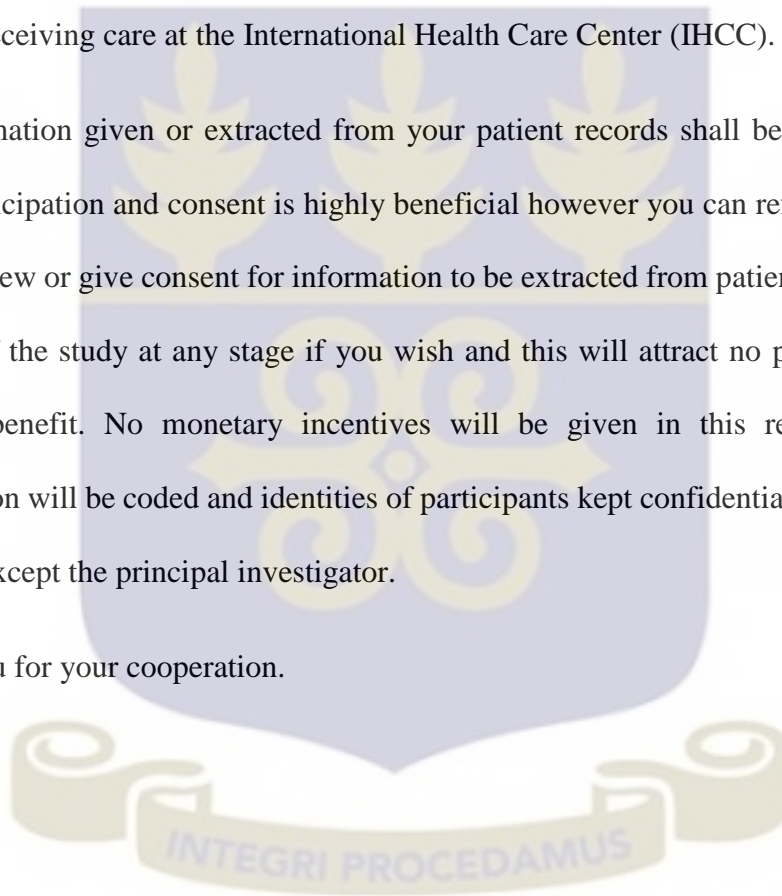 ceiving care at the International Health Care Center (IHCC).
nation given or extracted from your patient records shall be
icipation and consent is highly beneficial however you can re
ew or give consent for information to be extracted from patien
the study at any stage if you wish and this will attract no p
benefit. No monetary incentives will be given in this re
on will be coded and identities of participants kept confidentia
xcept the principal investigator.
u for your cooperation.
INTEGRI PROCEDAMUS